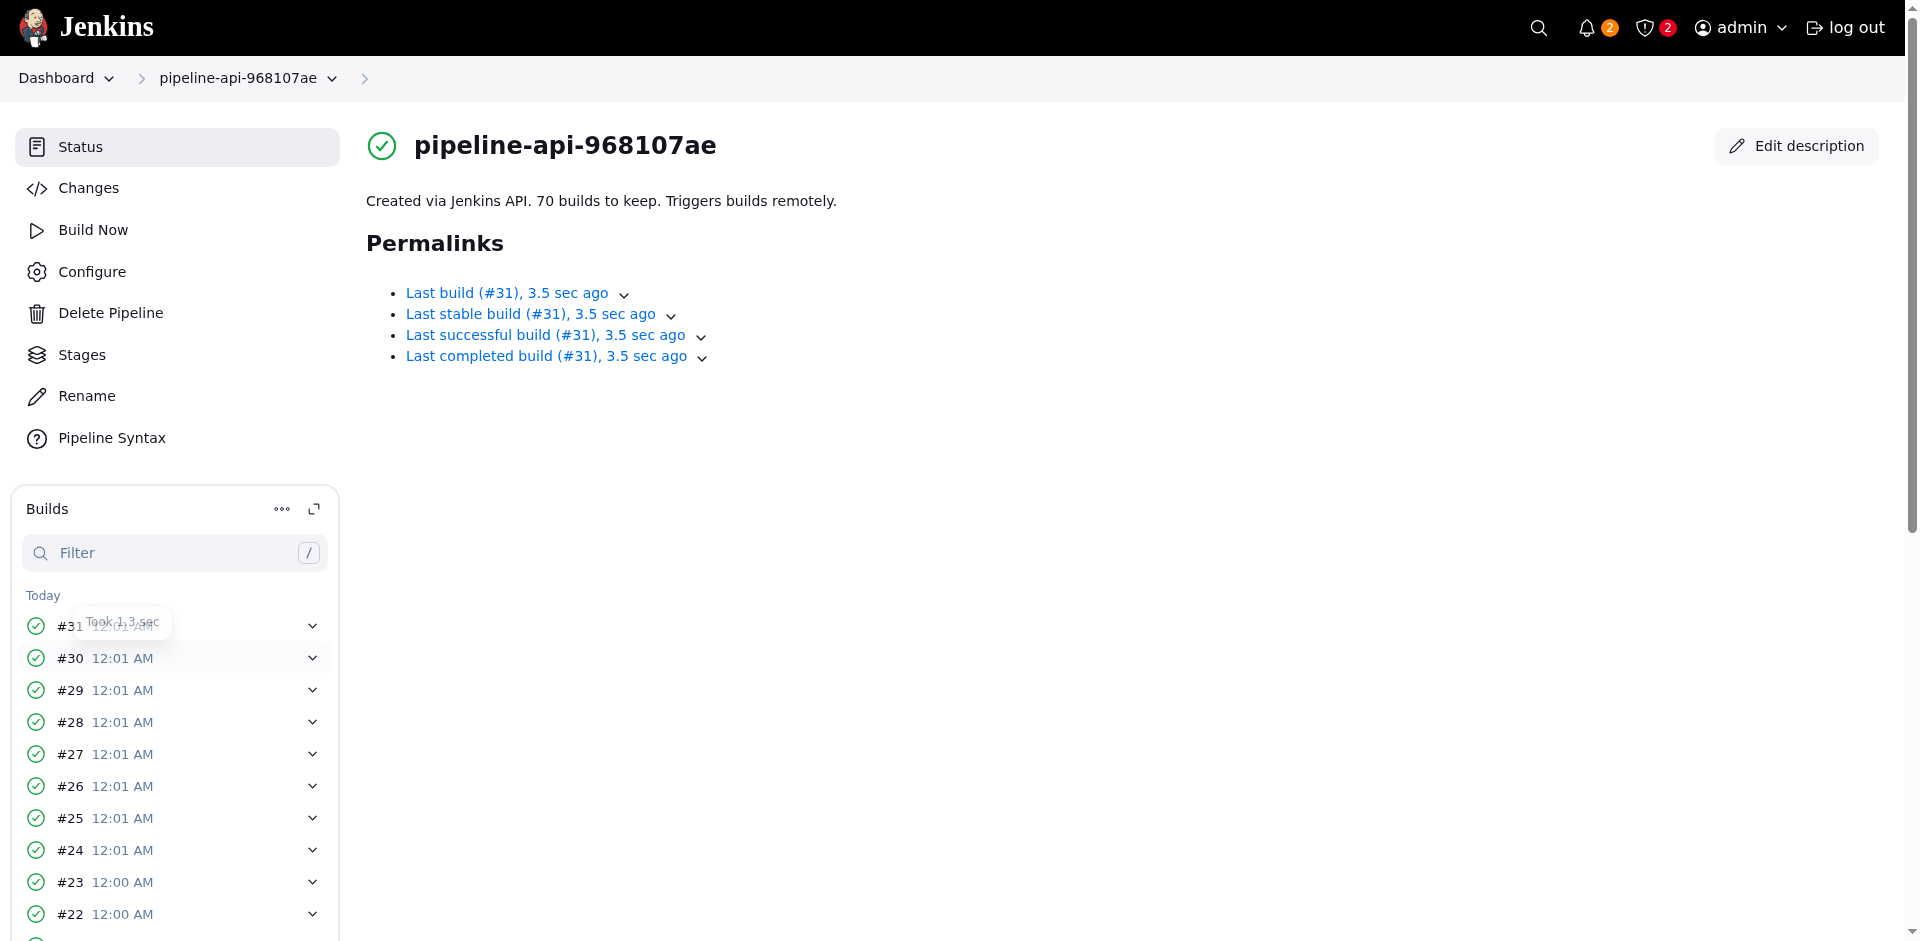 Jenkins
2
2
admin
log out
Dashboard
pipeline-api-968107ae
Status
Changes
Build Now
Configure
Delete Pipeline
Stages
Rename
Pipeline Syntax
pipeline-api-968107ae
Edit description
Created via Jenkins API. 70 builds to keep. Triggers builds remotely.
Permalinks
Last build (#31), 3.5 sec ago
Last stable build (#31), 3.5 sec ago
Last successful build (#31), 3.5 sec ago
Last completed build (#31), 3.5 sec ago
Builds
Filter
/
Today
Took 1.3 sec
#31 12:01 AM
#30 12:01 AM
#29 12:01 AM
#28 12:01 AM
#27 12:01 AM
#26 12:01 AM
#25 12:01 AM
#24 12:01 AM
#23 12:00 AM
#22 12:00 AM